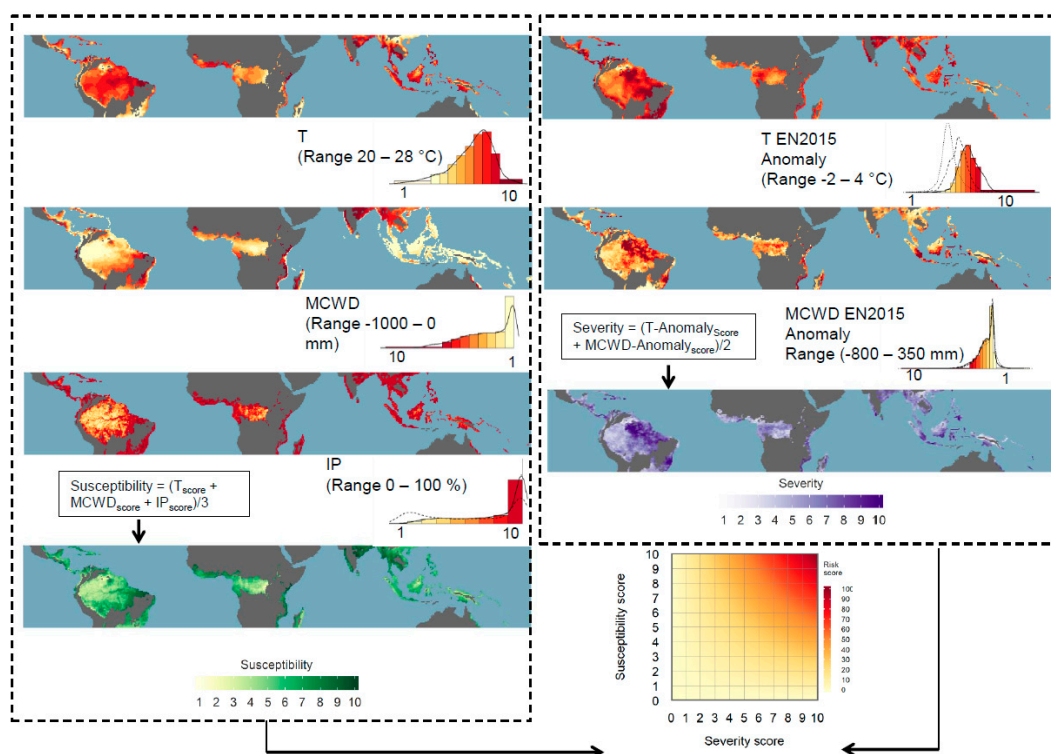 T
(Range 20 – 28 °C)
1 10
MCWD
(Range -1000 – 0
mm)
10 1
IP
(Range 0 – 100 %)
1 10
Susceptibility = (Tscore +
MCWDscore + IPscore)/3
Susceptibility
1 2 3 4 5 6 7 8 9 10
T EN2015
Anomaly
(Range -2 – 4 °C)
1 10
MCWD EN2015
Anomaly
Range (-800 – 350 mm)
10 1
Severity = (T-AnomalyScore
+ MCWD-Anomalyscore)/2
Severity
1 2 3 4 5 6 7 8 9 10
Susceptibility score
10
9
8
7
6
5
4
3
2
1
0
0 1 2 3 4 5 6 7 8 9 10
Severity score
Risk
score
100
90
80
70
60
50
40
30
20
10
0